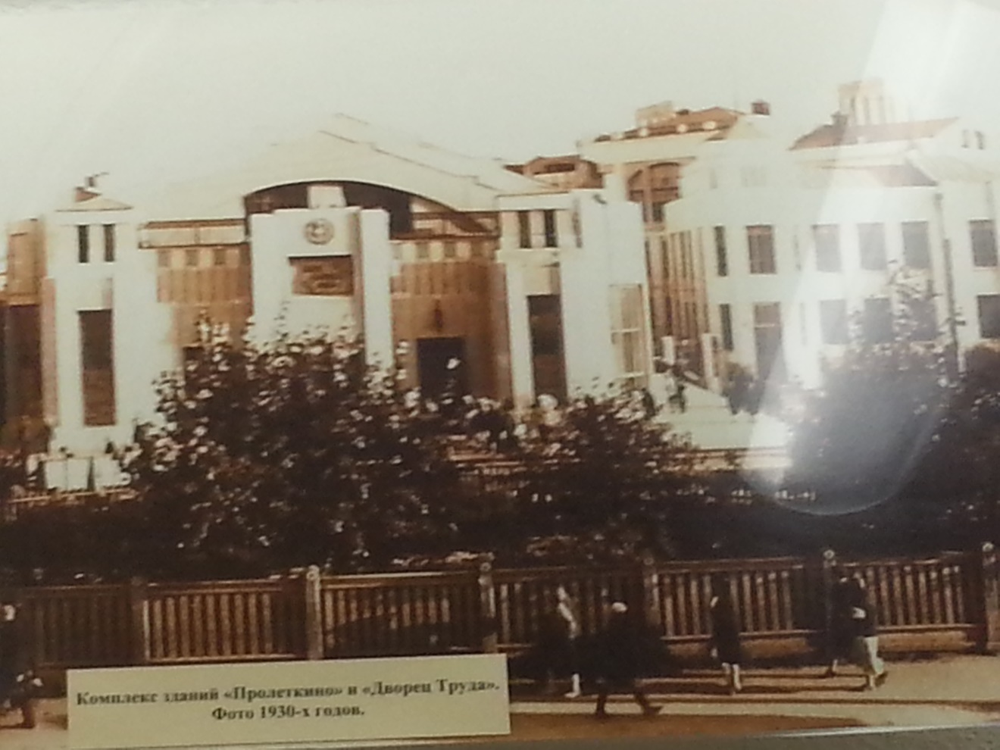 Комплекс зданий «Пролеткино» и «Дворец Труда».
Фото 1930-х годов.